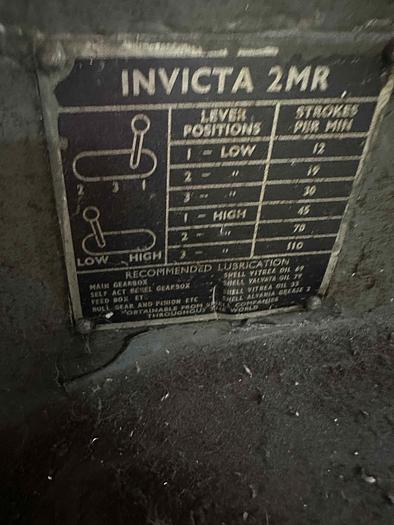 INVICTA 2MR
LEVER POSITIONS STROKES PER MIN
1 - LOW 12
2 - " 19
3 - " 30
1 - HIGH 45
2 - " 70
3 - " 110
2 3 1
LOW HIGH
RECOMMENDED LUBRICATION
MAIN GEARBOX SHELL VITREA OIL 69
SELF ACT BEVEL GEARBOX SHELL VALVATA OIL 79
FEED BOX ETC SHELL VITREA OIL 33
BULL GEAR AND PINION ETC SHELL ALVANIA GREASE 2
OBTAINABLE FROM SHELL COMPANIES
THROUGHOUT THE WORLD